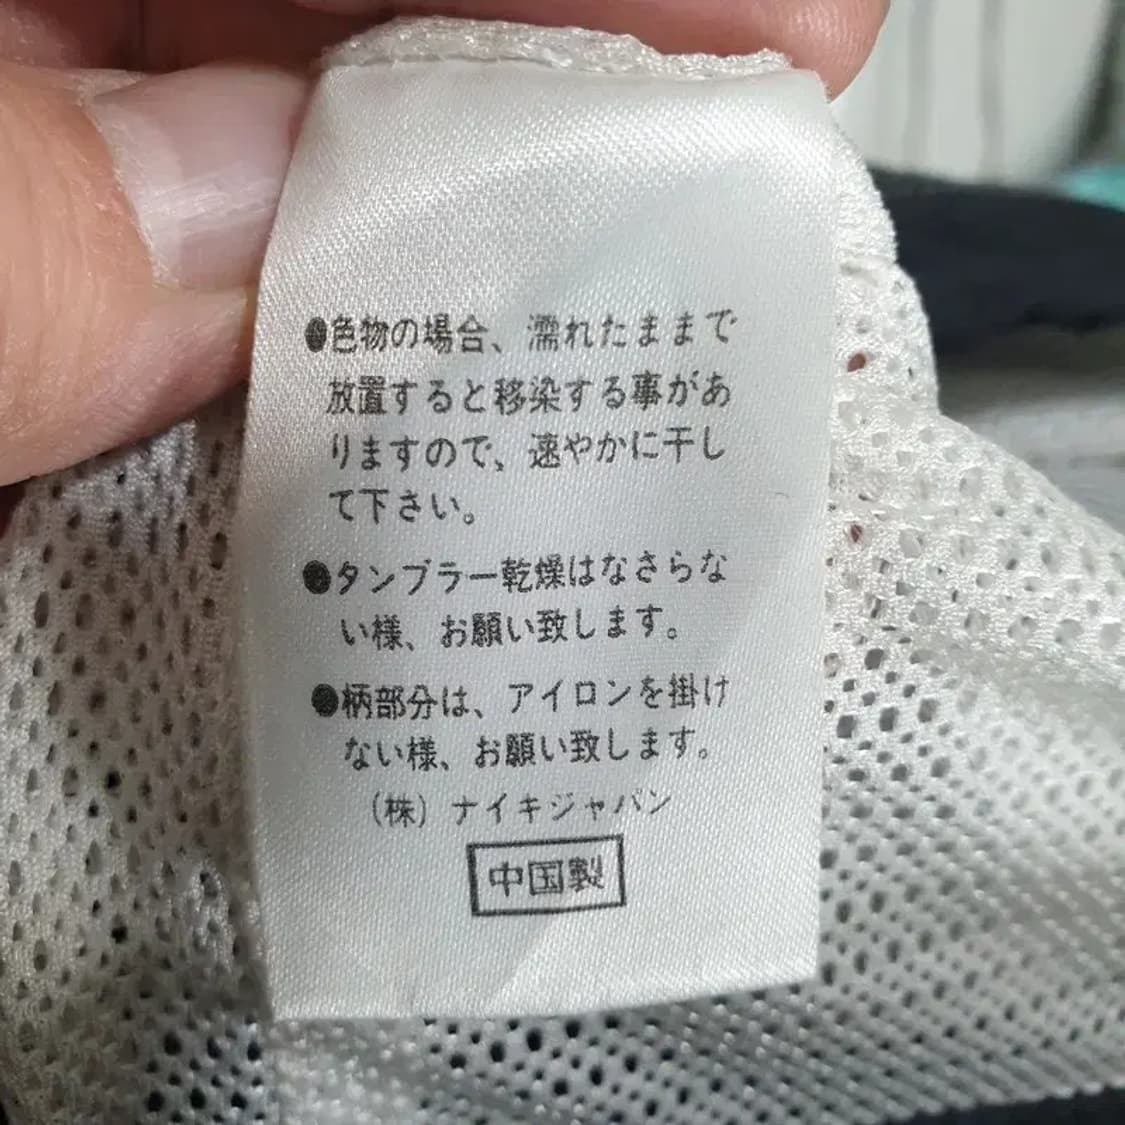 ●色物の場合、濡れたままで
放置すると移染する事があ
りますので、速やかに干し
て下さい。
●タンブラー乾燥はなさらな
い様、お願い致します。
●柄部分は、アイロンを掛け
ない様、お願い致します。
（株）ナイキジャパン
中国製